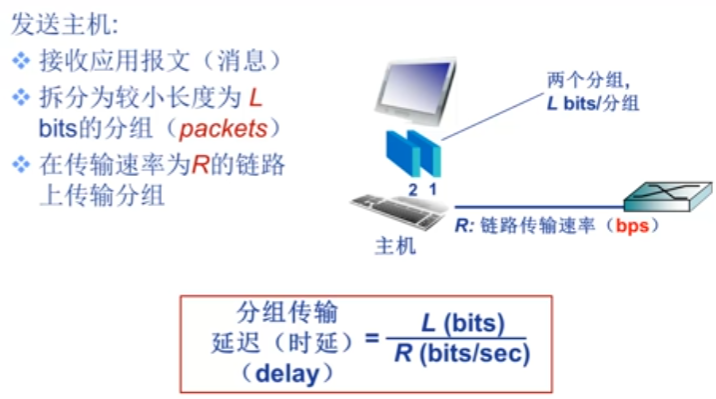 发送主机:
接收应用报文（消息）
拆分为较小长度为 L
bits的分组（packets）
在传输速率为R的链路
上传输分组
两个分组,
L bits/分组
2 1
主机
R: 链路传输速率（bps）
分组传输
延迟（时延）
（delay）
=
L (bits)
R (bits/sec)